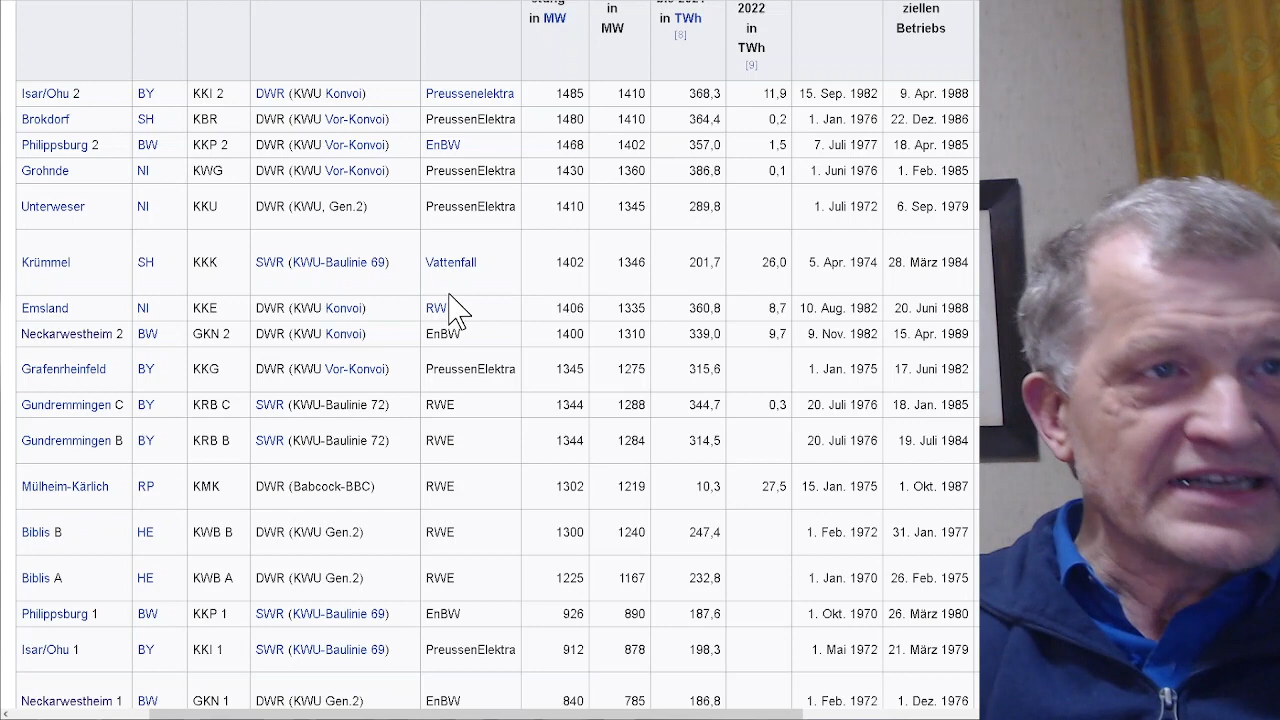 in
2022
ziellen
in MW
in TWh
MW
in
Betriebs
[8]
TWh
[9]
Isar/Ohu 2 BY KKI 2 DWR (KWU Konvoi) Preussenelektra 1485 1410 368,3 11,9 15. Sep. 1982 9. Apr. 1988
Brokdorf SH KBR DWR (KWU Vor-Konvoi) PreussenElektra 1480 1410 364,4 0,2 1. Jan. 1976 22. Dez. 1986
Philippsburg 2 BW KKP 2 DWR (KWU Vor-Konvoi) EnBW 1468 1402 357,0 1,5 7. Juli 1977 18. Apr. 1985
Grohnde NI KWG DWR (KWU Vor-Konvoi) PreussenElektra 1430 1360 386,8 0,1 1. Juni 1976 1. Feb. 1985
Unterweser NI KKU DWR (KWU, Gen.2) PreussenElektra 1410 1345 289,8 1. Juli 1972 6. Sep. 1979
Krümmel SH KKK SWR (KWU-Baulinie 69) Vattenfall 1402 1346 201,7 26,0 5. Apr. 1974 28. März 1984
Emsland NI KKE DWR (KWU Konvoi) RW 1406 1335 360,8 8,7 10. Aug. 1982 20. Juni 1988
Neckarwestheim 2 BW GKN 2 DWR (KWU Konvoi) EnBW 1400 1310 339,0 9,7 9. Nov. 1982 15. Apr. 1989
Grafenrheinfeld BY KKG DWR (KWU Vor-Konvoi) PreussenElektra 1345 1275 315,6 1. Jan. 1975 17. Juni 1982
Gundremmingen C BY KRB C SWR (KWU-Baulinie 72) RWE 1344 1288 344,7 0,3 20. Juli 1976 18. Jan. 1985
Gundremmingen B BY KRB B SWR (KWU-Baulinie 72) RWE 1344 1284 314,5 20. Juli 1976 19. Juli 1984
Mülheim-Kärlich RP KMK DWR (Babcock-BBC) RWE 1302 1219 10,3 27,5 15. Jan. 1975 1. Okt. 1987
Biblis B HE KWB B DWR (KWU Gen.2) RWE 1300 1240 247,4 1. Feb. 1972 31. Jan. 1977
Biblis A HE KWB A DWR (KWU Gen.2) RWE 1225 1167 232,8 1. Jan. 1970 26. Feb. 1975
Philippsburg 1 BW KKP 1 SWR (KWU-Baulinie 69) EnBW 926 890 187,6 1. Okt. 1970 26. März 1980
Isar/Ohu 1 BY KKI 1 SWR (KWU-Baulinie 69) PreussenElektra 912 878 198,3 1. Mai 1972 21. März 1979
Neckarwestheim 1 BW GKN 1 DWR (KWU Gen.2) EnBW 840 785 186,8 1. Feb. 1972 1. Dez. 1976